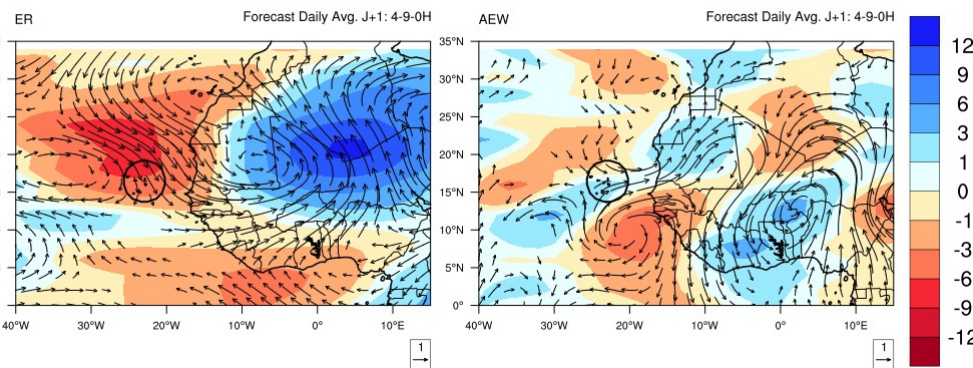 ER
Forecast Daily Avg. J+1: 4-9-0H
AEW
Forecast Daily Avg. J+1: 4-9-0H
35°N
30°N
25°N
20°N
15°N
10°N
5°N
0°
40°W 30°W 20°W 10°W 0° 10°E
40°W 30°W 20°W 10°W 0° 10°E
1
1
12
9
6
3
1
0
-1
-3
-6
-9
-12